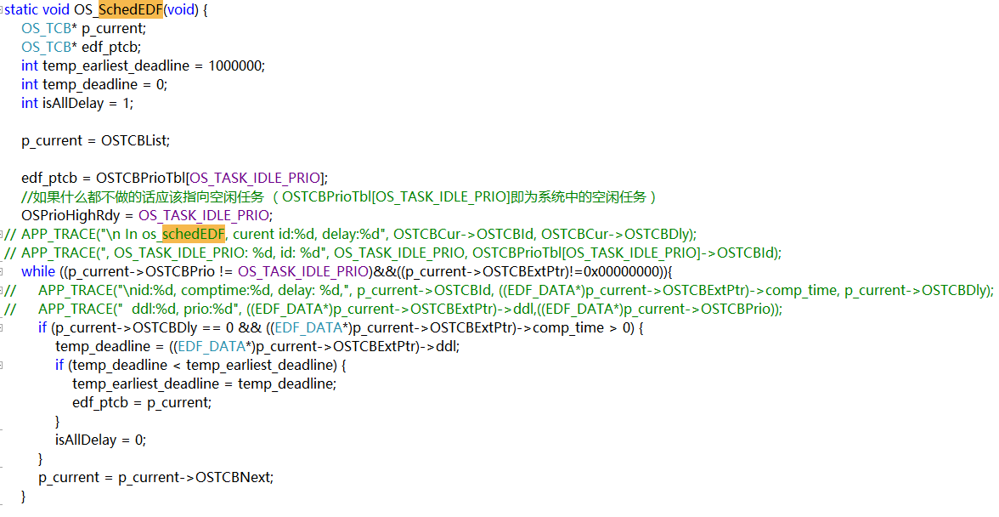 static void OS_SchedEDF(void) {
OS_TCB* p_current;
OS_TCB* edf_ptcb;
int temp_earliest_deadline = 1000000;
int temp_deadline = 0;
int isAllDelay = 1;
p_current = OSTCBList;
edf_ptcb = OSTCBPrioTbl[OS_TASK_IDLE_PRIO];
//如果什么都不做的话应该指向空闲任务 （ OSTCBPrioTbl[OS_TASK_IDLE_PRIO]即为系统中的空闲任务 ）
OSPrioHighRdy = OS_TASK_IDLE_PRIO;
// APP_TRACE("\n In os_schedEDF, curent id:%d, delay:%d", OSTCBCur->OSTCBId, OSTCBCur->OSTCBDly);
// APP_TRACE(", OS_TASK_IDLE_PRIO: %d, id: %d", OS_TASK_IDLE_PRIO, OSTCBPrioTbl[OS_TASK_IDLE_PRIO]->OSTCBId);
while ((p_current->OSTCBPrio != OS_TASK_IDLE_PRIO)&&((p_current->OSTCBExtPtr)!=0x00000000)){
// APP_TRACE("\nid:%d, comptime:%d, delay: %d,", p_current->OSTCBId, ((EDF_DATA*)p_current->OSTCBExtPtr)->comp_time, p_current->OSTCBDly);
// APP_TRACE("  ddl:%d, prio:%d", ((EDF_DATA*)p_current->OSTCBExtPtr)->ddl,((EDF_DATA*)p_current->OSTCBPrio));
if (p_current->OSTCBDly == 0 && ((EDF_DATA*)p_current->OSTCBExtPtr)->comp_time > 0) {
temp_deadline = ((EDF_DATA*)p_current->OSTCBExtPtr)->ddl;
if (temp_deadline < temp_earliest_deadline) {
temp_earliest_deadline = temp_deadline;
edf_ptcb = p_current;
}
isAllDelay = 0;
}
p_current = p_current->OSTCBNext;
}